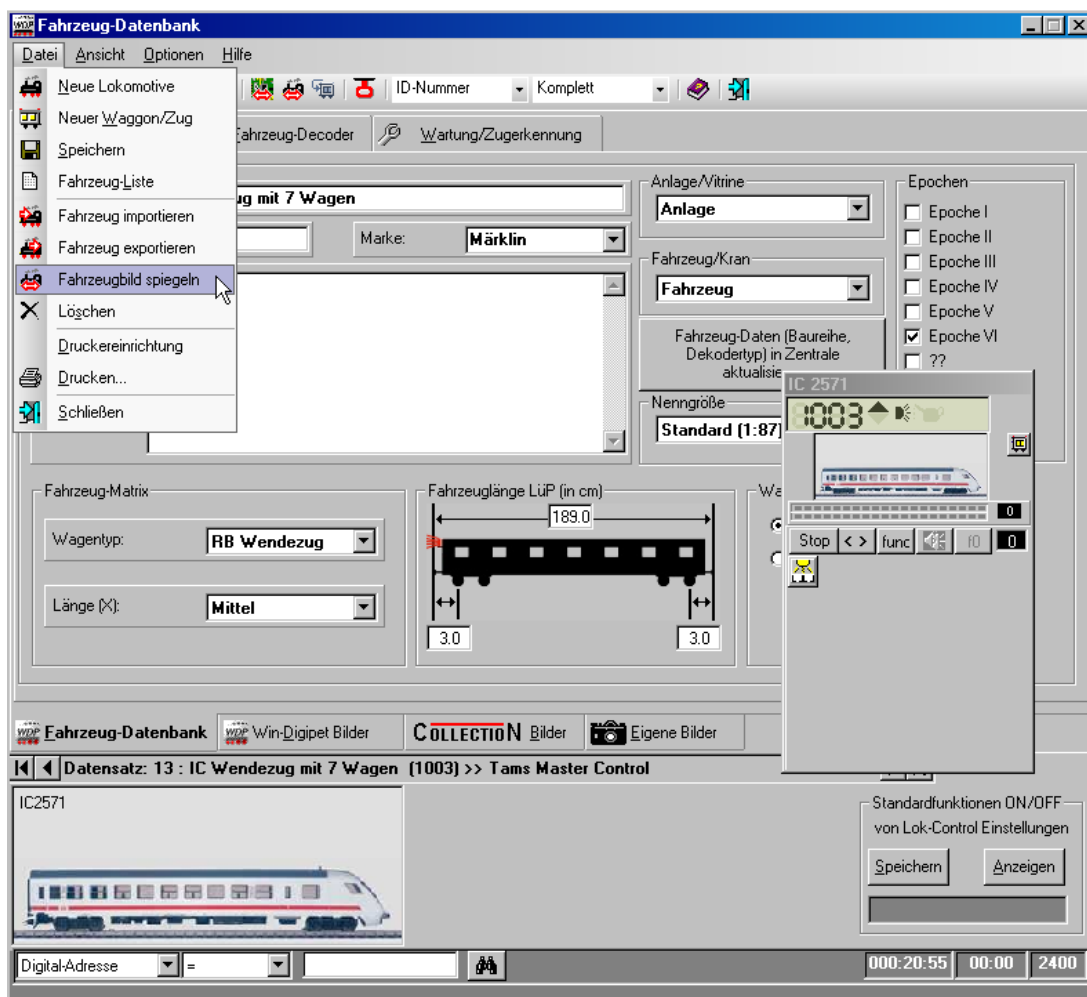 WDP Fahrzeug-Datenbank
Datei Ansicht Optionen Hilfe
Neue Lokomotive
Neuer Waggon/Zug
Speichern
Fahrzeug-Liste
Fahrzeug importieren
Fahrzeug exportieren
Fahrzeugbild spiegeln
Löschen
Druckereinrichtung
Drucken...
Schließen
ID-Nummer Komplett
Fahrzeug-Decoder Wartung/Zugerkennung
mit 7 Wagen
Marke: Märklin
Anlage/Vitrine
Anlage
Fahrzeug/Kran
Fahrzeug
Fahrzeug-Daten (Baureihe,
Dekodertyp) in Zentrale
Nenngröße
Standard (1:87)
Epochen
Epoche I
Epoche II
Epoche III
Epoche IV
Epoche V
Epoche VI
??
IC 2571
1003
0
Stop < > func f0 0
Fahrzeug-Matrix
Wagentyp: RB Wendezug
Länge (X): Mittel
Fahrzeuglänge LüP (in cm)
189.0
3.0 3.0
WDP Fahrzeug-Datenbank WDP Win-Digipet Bilder COLLECTION Bilder Eigene Bilder
Datensatz: 13 : IC Wendezug mit 7 Wagen (1003) >> Tams Master Control
IC2571
Standardfunktionen ON/OFF
von Lok-Control Einstellungen
Speichern Anzeigen
Digital-Adresse = 000:20:55 00:00 2400